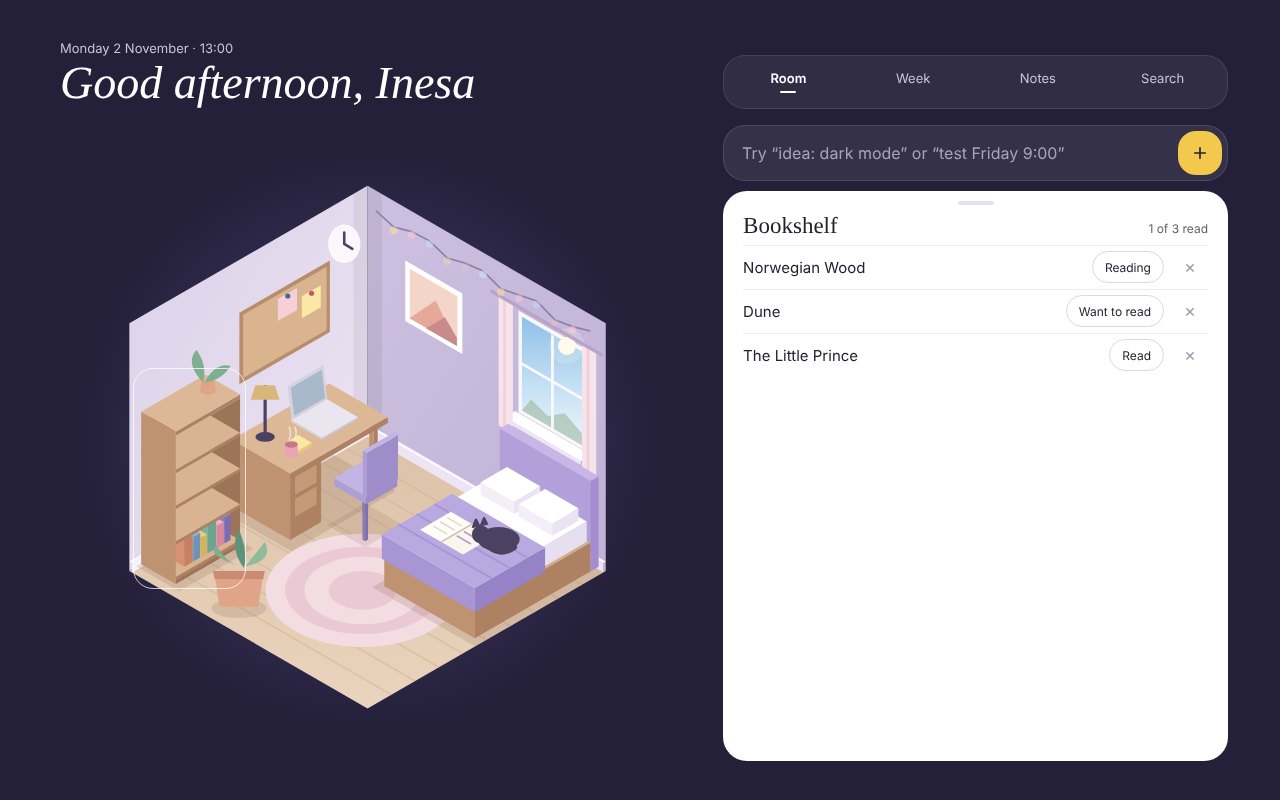 Monday 2 November · 13:00
Good afternoon, Inesa
Room
Week
Notes
Search
Try “idea: dark mode” or “test Friday 9:00”
+
Bookshelf
1 of 3 read
Norwegian Wood
Reading
×
Dune
Want to read
×
The Little Prince
Read
×